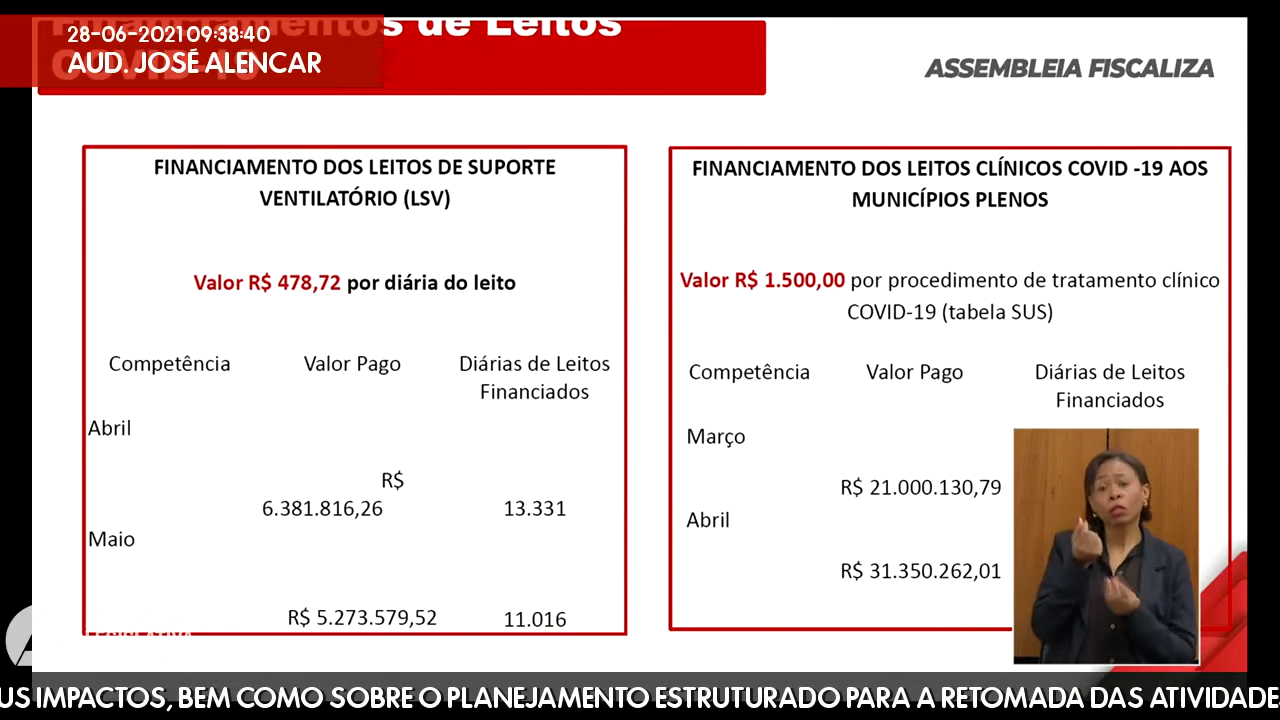 Financiamentos de Leitos
28-06-2021 09:38:40
AUD. JOSÉ ALENCAR
ASSEMBLEIA FISCALIZA
FINANCIAMENTO DOS LEITOS DE SUPORTE
VENTILATÓRIO (LSV)
Valor R$ 478,72 por diária do leito
Competência Valor Pago Diárias de Leitos
Financiados
Abril
R$
6.381.816,26 13.331
Maio
R$ 5.273.579,52 11.016
FINANCIAMENTO DOS LEITOS CLÍNICOS COVID -19 AOS
MUNICÍPIOS PLENOS
Valor R$ 1.500,00 por procedimento de tratamento clínico
COVID-19 (tabela SUS)
Competência Valor Pago Diárias de Leitos
Financiados
Março
R$ 21.000.130,79
Abril
R$ 31.350.262,01
US IMPACTOS, BEM COMO SOBRE O PLANEJAMENTO ESTRUTURADO PARA A RETOMADA DAS ATIVIDADE